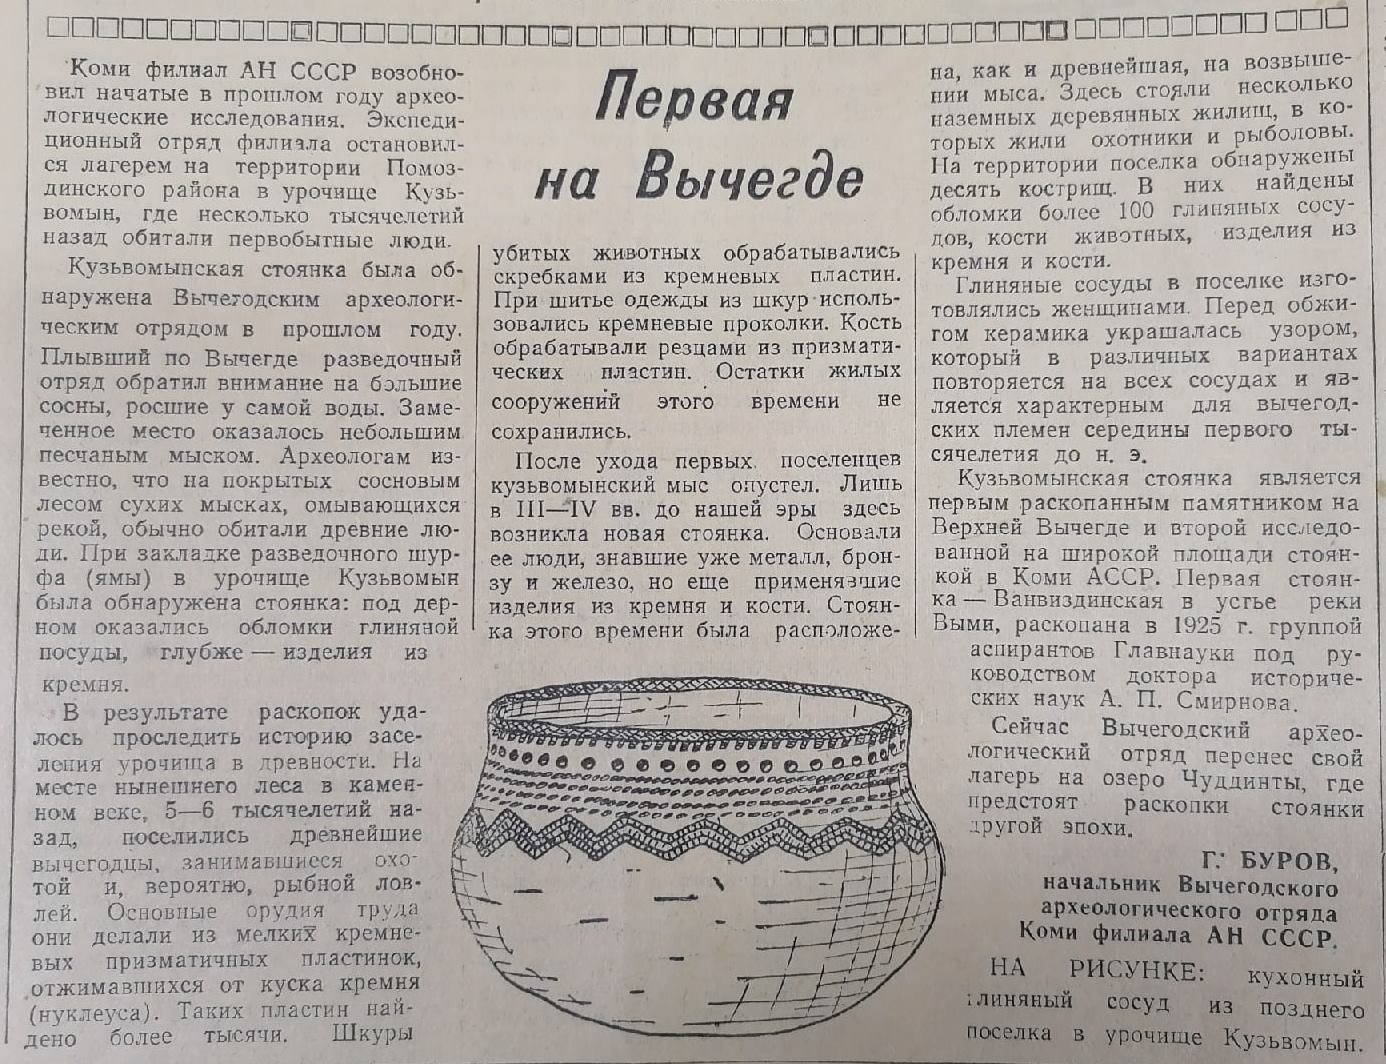 Первая
на Вычегде
Коми филиал АН СССР возобно-
вил начатые в прошлом году архео-
логические исследования. Экспеди-
ционный отряд филиала остановил-
ся лагерем на территории Помоз-
динского района в урочище Кузь-
вомын, где несколько тысячелетий
назад обитали первобытные люди.
Кузьвомынская стоянка была об-
наружена Вычегодским археологи-
ческим отрядом в прошлом году.
Плывший по Вычегде разведочный
отряд обратил внимание на большие
сосны, росшие у самой воды. Заме-
ченное место оказалось небольшим
песчаным мыском. Археологам из-
вестно, что на покрытых сосновым
лесом сухих мысках, омывающихся
рекой, обычно обитали древние лю-
ди. При закладке разведочного шур-
фа (ямы) в урочище Кузьвомын
была обнаружена стоянка: под дер-
ном оказались обломки глиняной
посуды, глубже — изделия из
кремня.
В результате раскопок уда-
лось проследить историю засе-
ления урочища в древности. На
месте нынешнего леса в камен-
ном веке, 5—6 тысячелетий на-
зад, поселились древнейшие
вычегодцы, занимавшиеся охо-
той и, вероятно, рыбной лов-
лей. Основные орудия труда
они делали из мелких кремне-
вых призматичных пластинок,
отжимавшихся от куска кремня
(нуклеуса). Таких пластин най-
дено более тысячи. Шкуры
убитых животных обрабатывались
скребками из кремневых пластин.
При шитье одежды из шкур исполь-
зовались кремневые проколки. Кость
обрабатывали резцами из призмати-
ческих пластин. Остатки жилых
сооружений этого времени не
сохранились.
После ухода первых поселенцев
кузьвомынский мыс опустел. Лишь
в III—IV вв. до нашей эры здесь
возникла новая стоянка. Основали
ее люди, знавшие уже металл, брон-
зу и железо, но еще применявшие
изделия из кремня и кости. Стоян-
ка этого времени была расположе-
на, как и древнейшая, на возвыше-
нии мыса. Здесь стояли несколько
наземных деревянных жилищ, в ко-
торых жили охотники и рыболовы.
На территории поселка обнаружены
десять кострищ. В них найдены
обломки более 100 глиняных сосу-
дов, кости животных, изделия из
кремня и кости.
Глиняные сосуды в поселке изго-
товлялись женщинами. Перед обжи-
гом керамика украшалась узором,
который в различных вариантах
повторяется на всех сосудах и яв-
ляется характерным для вычегод-
ских племен середины первого ты-
сячелетия до н. э.
Кузьвомынская стоянка является
первым раскопанным памятником на
Верхней Вычегде и второй исследо-
ванной на широкой площади стоян-
кой в Коми АССР. Первая стоян-
ка — Ванвиздинская в устье реки
Выми, раскопана в 1925 г. группой
аспирантов Главнауки под ру-
ководством доктора историче-
ских наук А. П. Смирнова.
Сейчас Вычегодский архео-
логический отряд перенес свой
лагерь на озеро Чуддинты, где
предстоят раскопки стоянки
другой эпохи.
Г. БУРОВ,
начальник Вычегодского
археологического отряда
Коми филиала АН СССР.
НА РИСУНКЕ: кухонный
глиняный сосуд из позднего
поселка в урочище Кузьвомын.